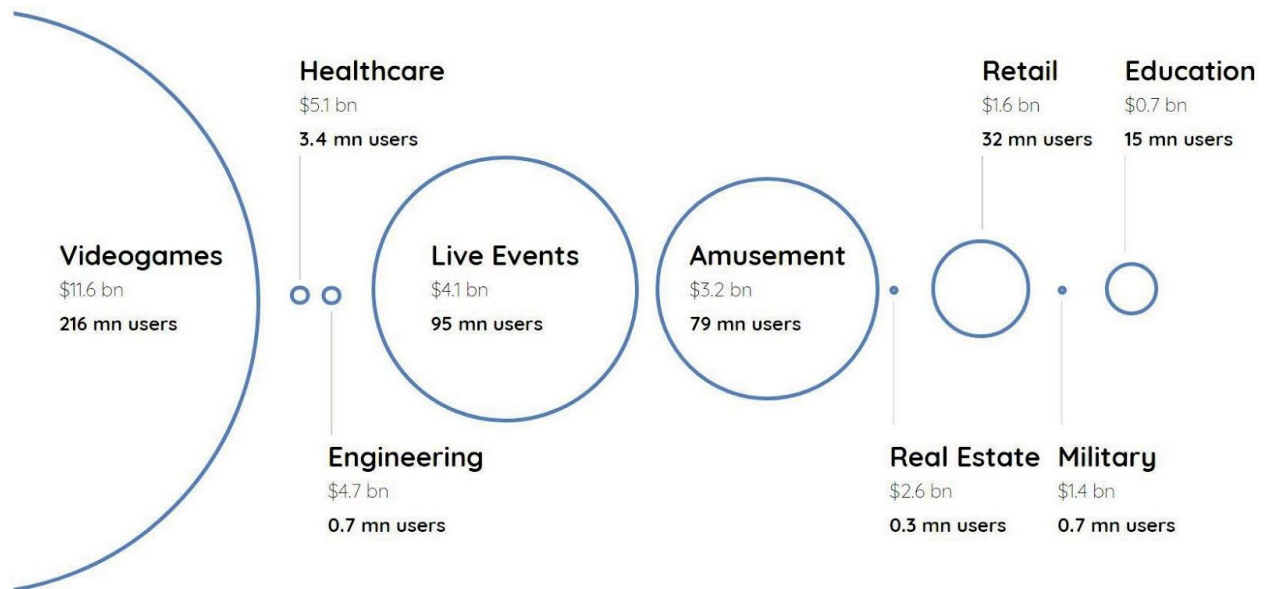 Healthcare
$5.1 bn
3.4 mn users
Retail
$1.6 bn
32 mn users
Education
$0.7 bn
15 mn users
Videogames
$11.6 bn
216 mn users
Live Events
$4.1 bn
95 mn users
Amusement
$3.2 bn
79 mn users
Engineering
$4.7 bn
0.7 mn users
Real Estate
$2.6 bn
0.3 mn users
Military
$1.4 bn
0.7 mn users